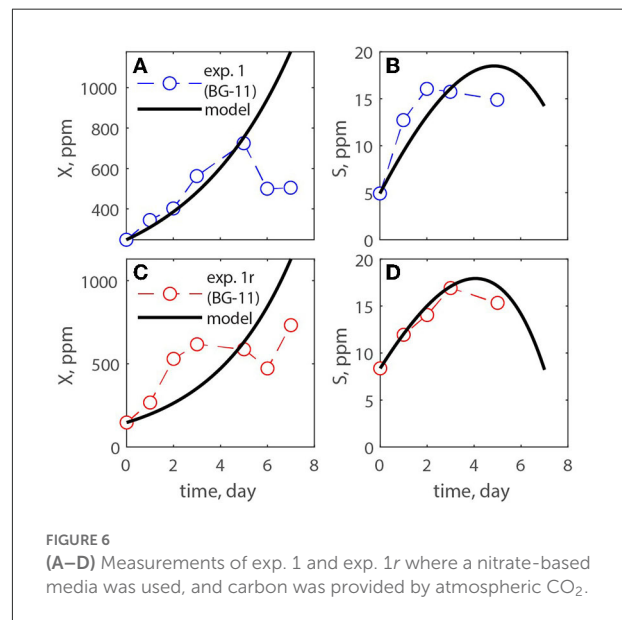 A
exp. 1
(BG-11)
model
X, ppm
1000
800
600
400
B
S, ppm
20
15
10
5
0
C
exp. 1r
(BG-11)
model
X, ppm
1000
500
0
0 2 4 6 8
time, day
D
S, ppm
20
15
10
5
0
0 2 4 6 8
time, day
FIGURE 6
(A–D) Measurements of exp. 1 and exp. 1r where a nitrate-based
media was used, and carbon was provided by atmospheric CO₂.